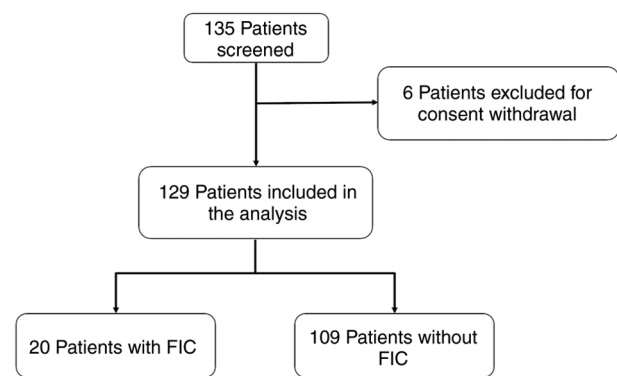 135 Patients
screened
6 Patients excluded for
consent withdrawal
129 Patients included in
the analysis
20 Patients with FIC
109 Patients without
FIC